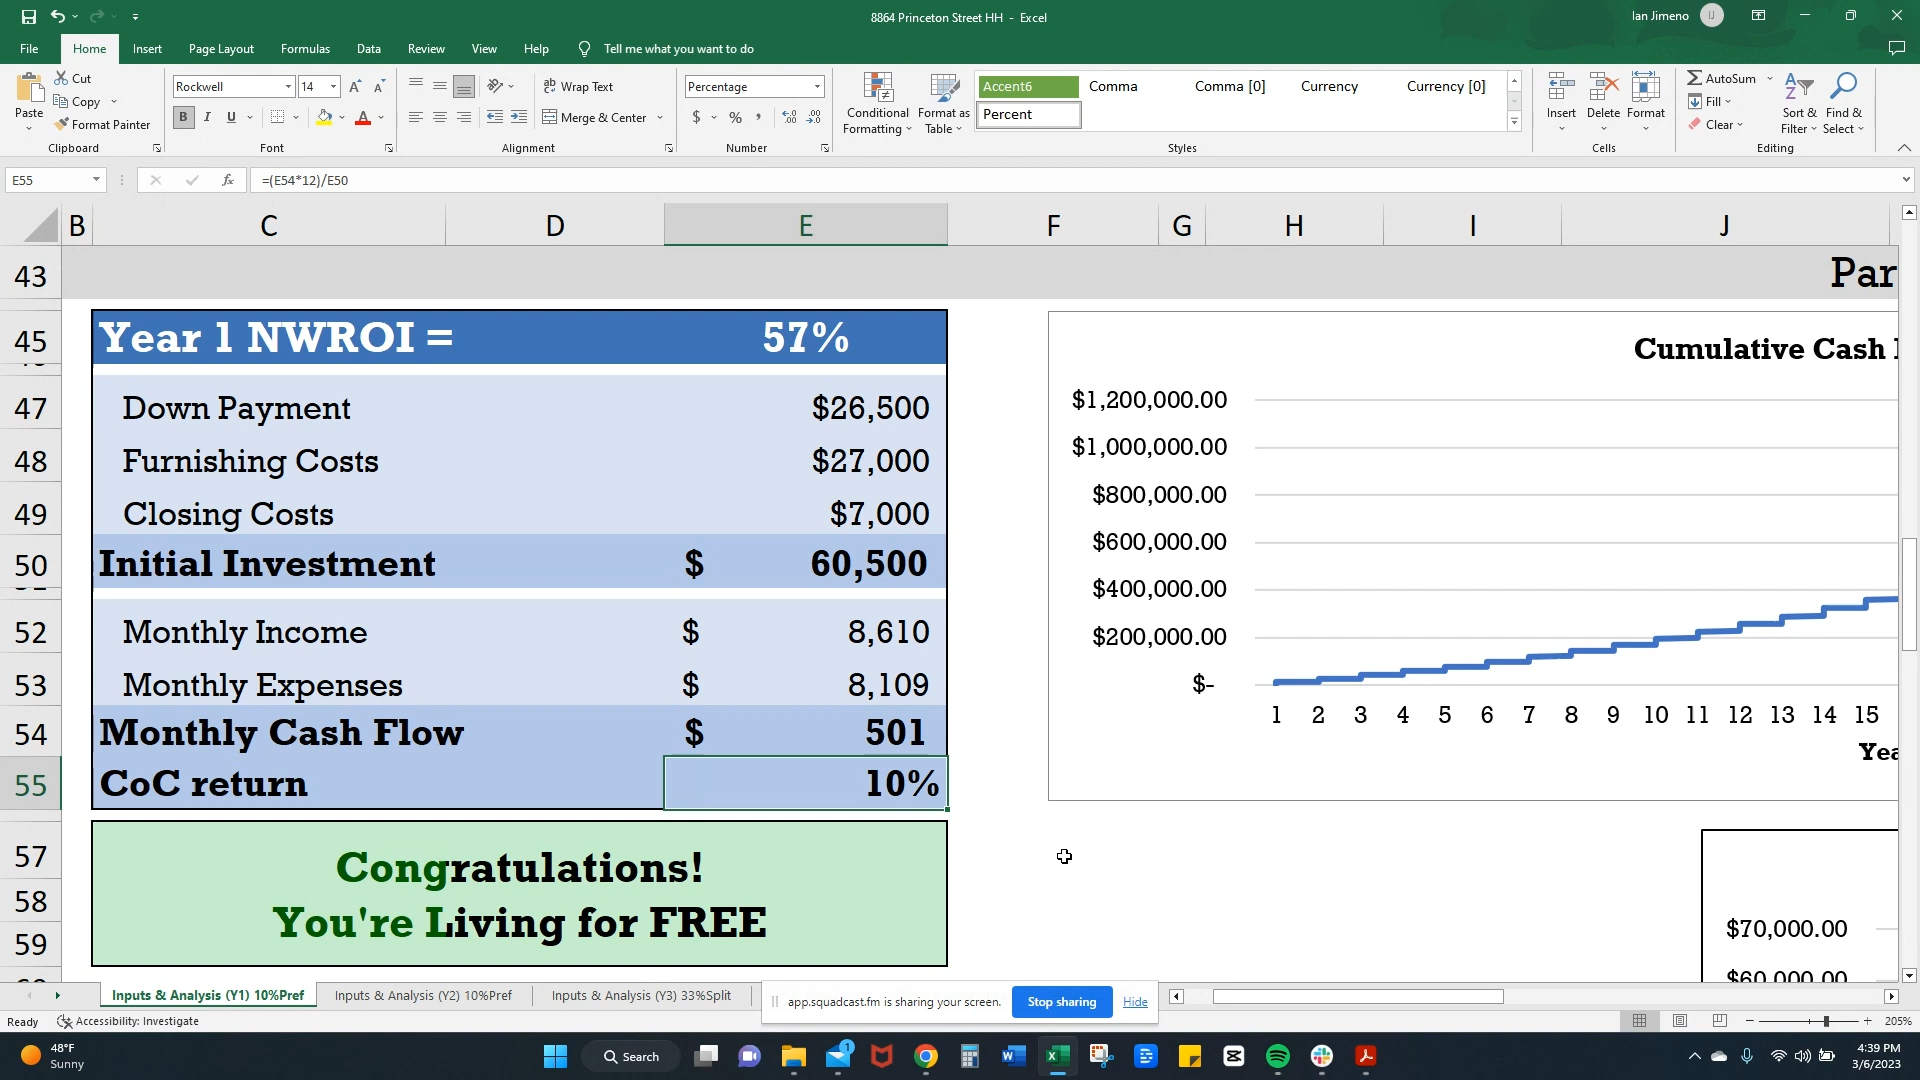 8864 Princeton Street HH - Excel
Ian Jimeno
IJ
File Home Insert Page Layout Formulas Data Review View Help Tell me what you want to do
Paste
Cut
Copy
Format Painter
Clipboard
Rockwell 14
B I U
Font
Wrap Text
Merge & Center
Alignment
Percentage
$ % ,
Number
Conditional
Formatting
Format as
Table
Accent6 Comma Comma [0] Currency Currency [0]
Percent
Styles
Insert Delete Format
Cells
AutoSum
Fill
Clear
Sort &
Filter
Find &
Select
Editing
E55 fx =(E54*12)/E50
B C D E F G H I J
43 Par
45 Year 1 NWROI = 57%
47 Down Payment $26,500
48 Furnishing Costs $27,000
49 Closing Costs $7,000
50 Initial Investment $ 60,500
52 Monthly Income $ 8,610
53 Monthly Expenses $ 8,109
54 Monthly Cash Flow $ 501
55 CoC return 10%
57 Congratulations!
58
59 You're Living for FREE
Cumulative Cash
$1,200,000.00
$1,000,000.00
$800,000.00
$600,000.00
$400,000.00
$200,000.00
$-
1 2 3 4 5 6 7 8 9 10 11 12 13 14 15
Yea
$70,000.00
$60,000.00
Inputs & Analysis (Y1) 10%Pref Inputs & Analysis (Y2) 10%Pref Inputs & Analysis (Y3) 33%Split
app.squadcast.fm is sharing your screen. Stop sharing Hide
Ready Accessibility: Investigate
205%
48°F
Sunny
Search
1
4:39 PM
3/6/2023